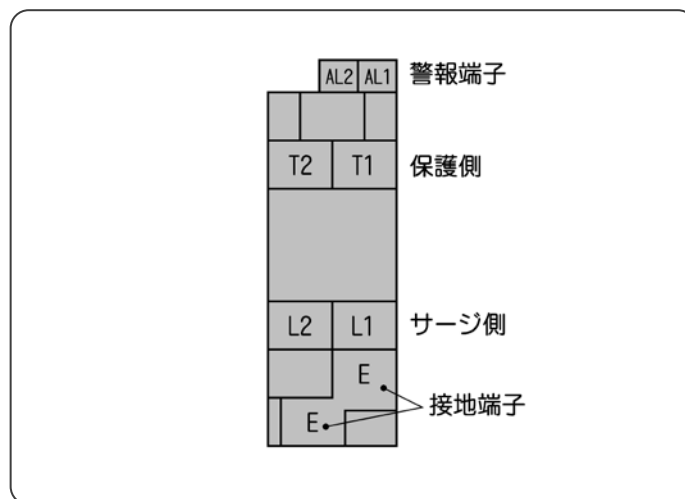 AL2 AL1 警報端子
T2 T1 保護側
L2 L1 サージ側
E
接地端子
E